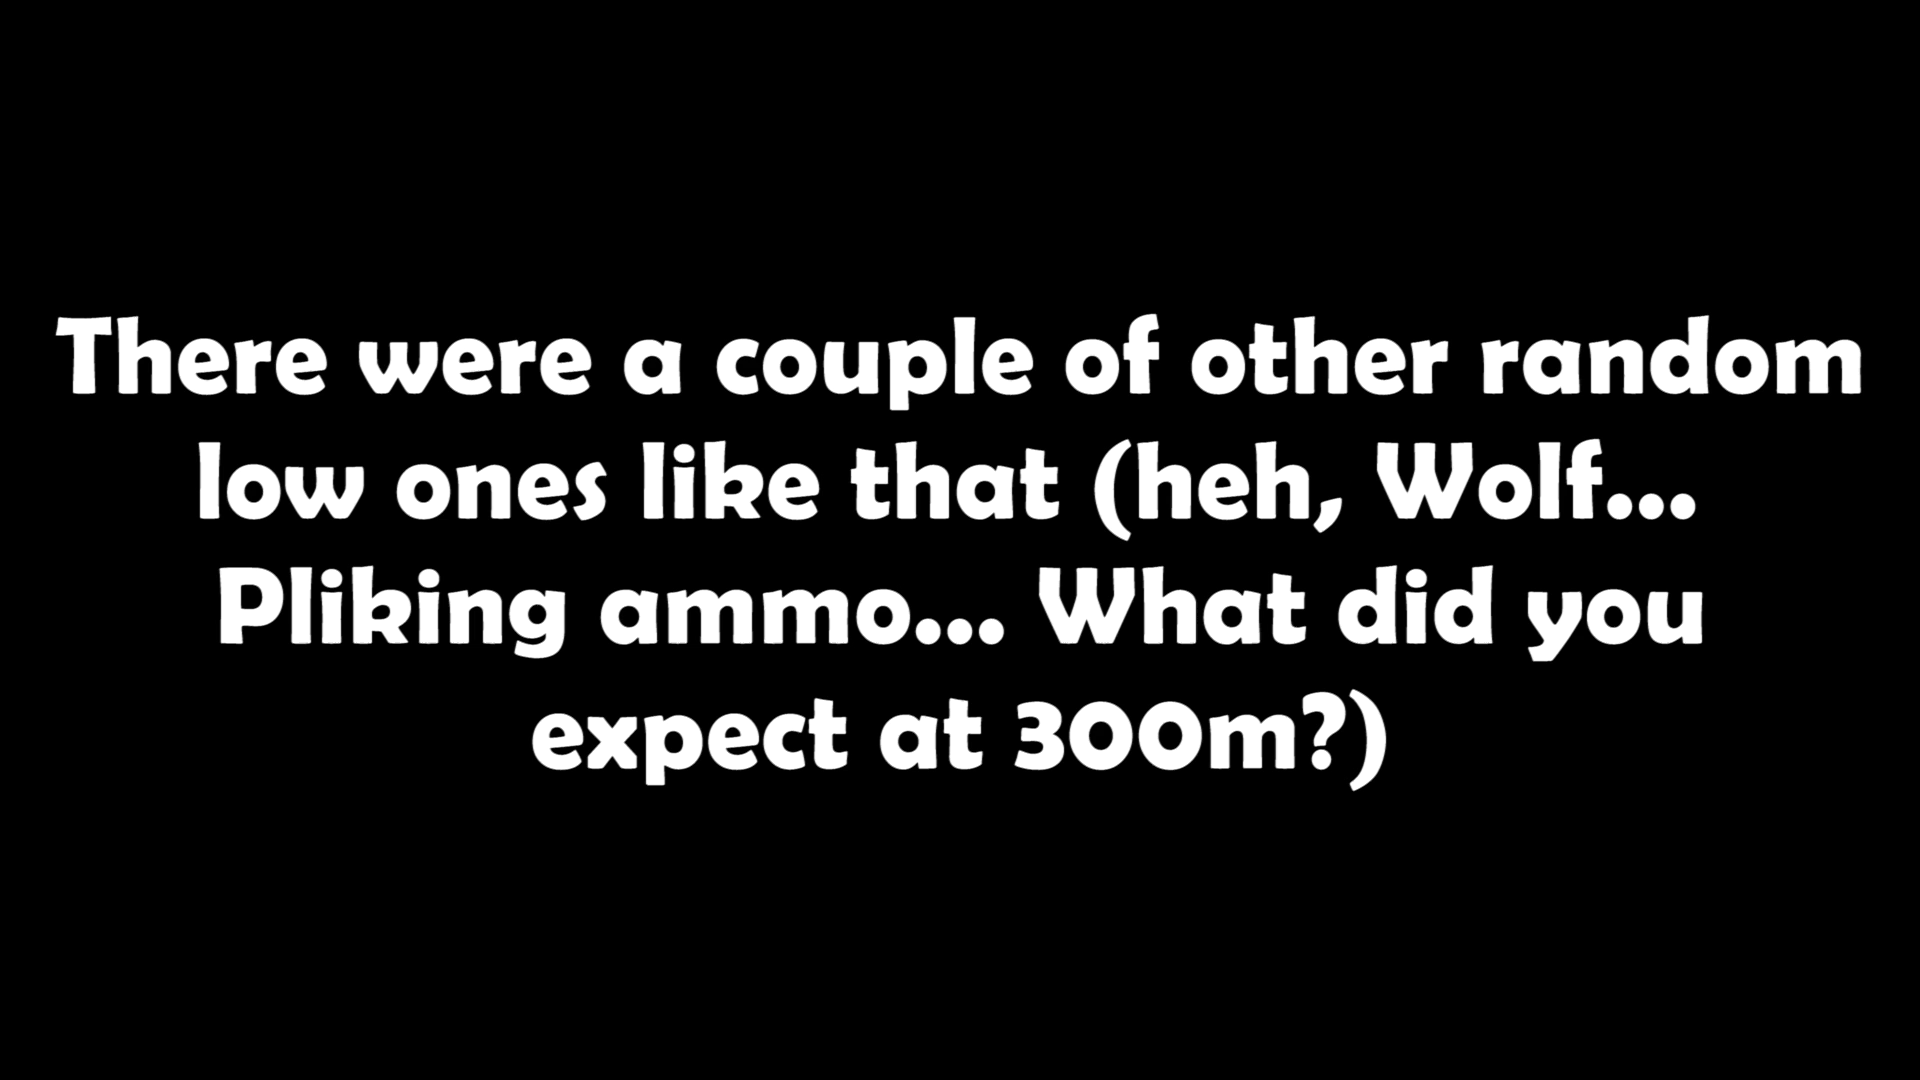 There were a couple of other random
low ones like that (heh, Wolf...
Pliking ammo... What did you
expect at 300m?)